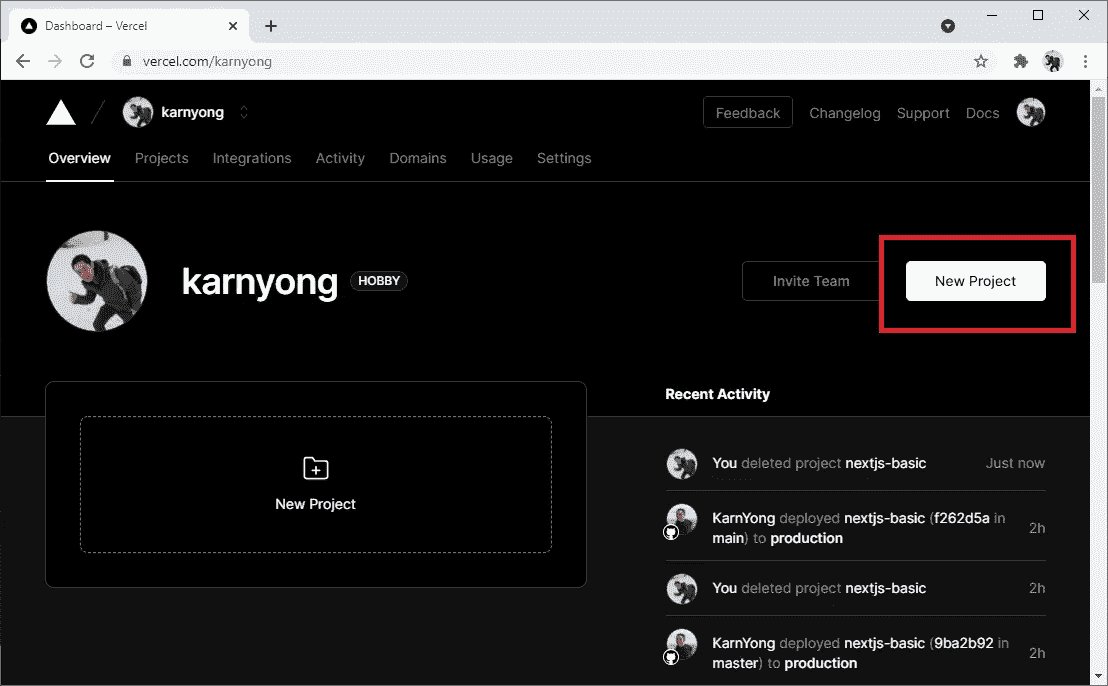 Dashboard – Vercel
vercel.com/karnyong
karnyong
Feedback Changelog Support Docs
Overview Projects Integrations Activity Domains Usage Settings
karnyong HOBBY
Invite Team
New Project
New Project
Recent Activity
You deleted project nextjs-basic Just now
KarnYong deployed nextjs-basic (f262d5a in
main) to production
2h
You deleted project nextjs-basic 2h
KarnYong deployed nextjs-basic (9ba2b92 in
master) to production
2h